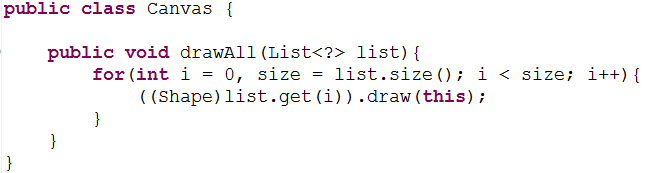 public class Canvas {
public void drawAll(List<?> list){
for(int i = 0, size = list.size(); i < size; i++){
((Shape)list.get(i)).draw(this);
}
}
}